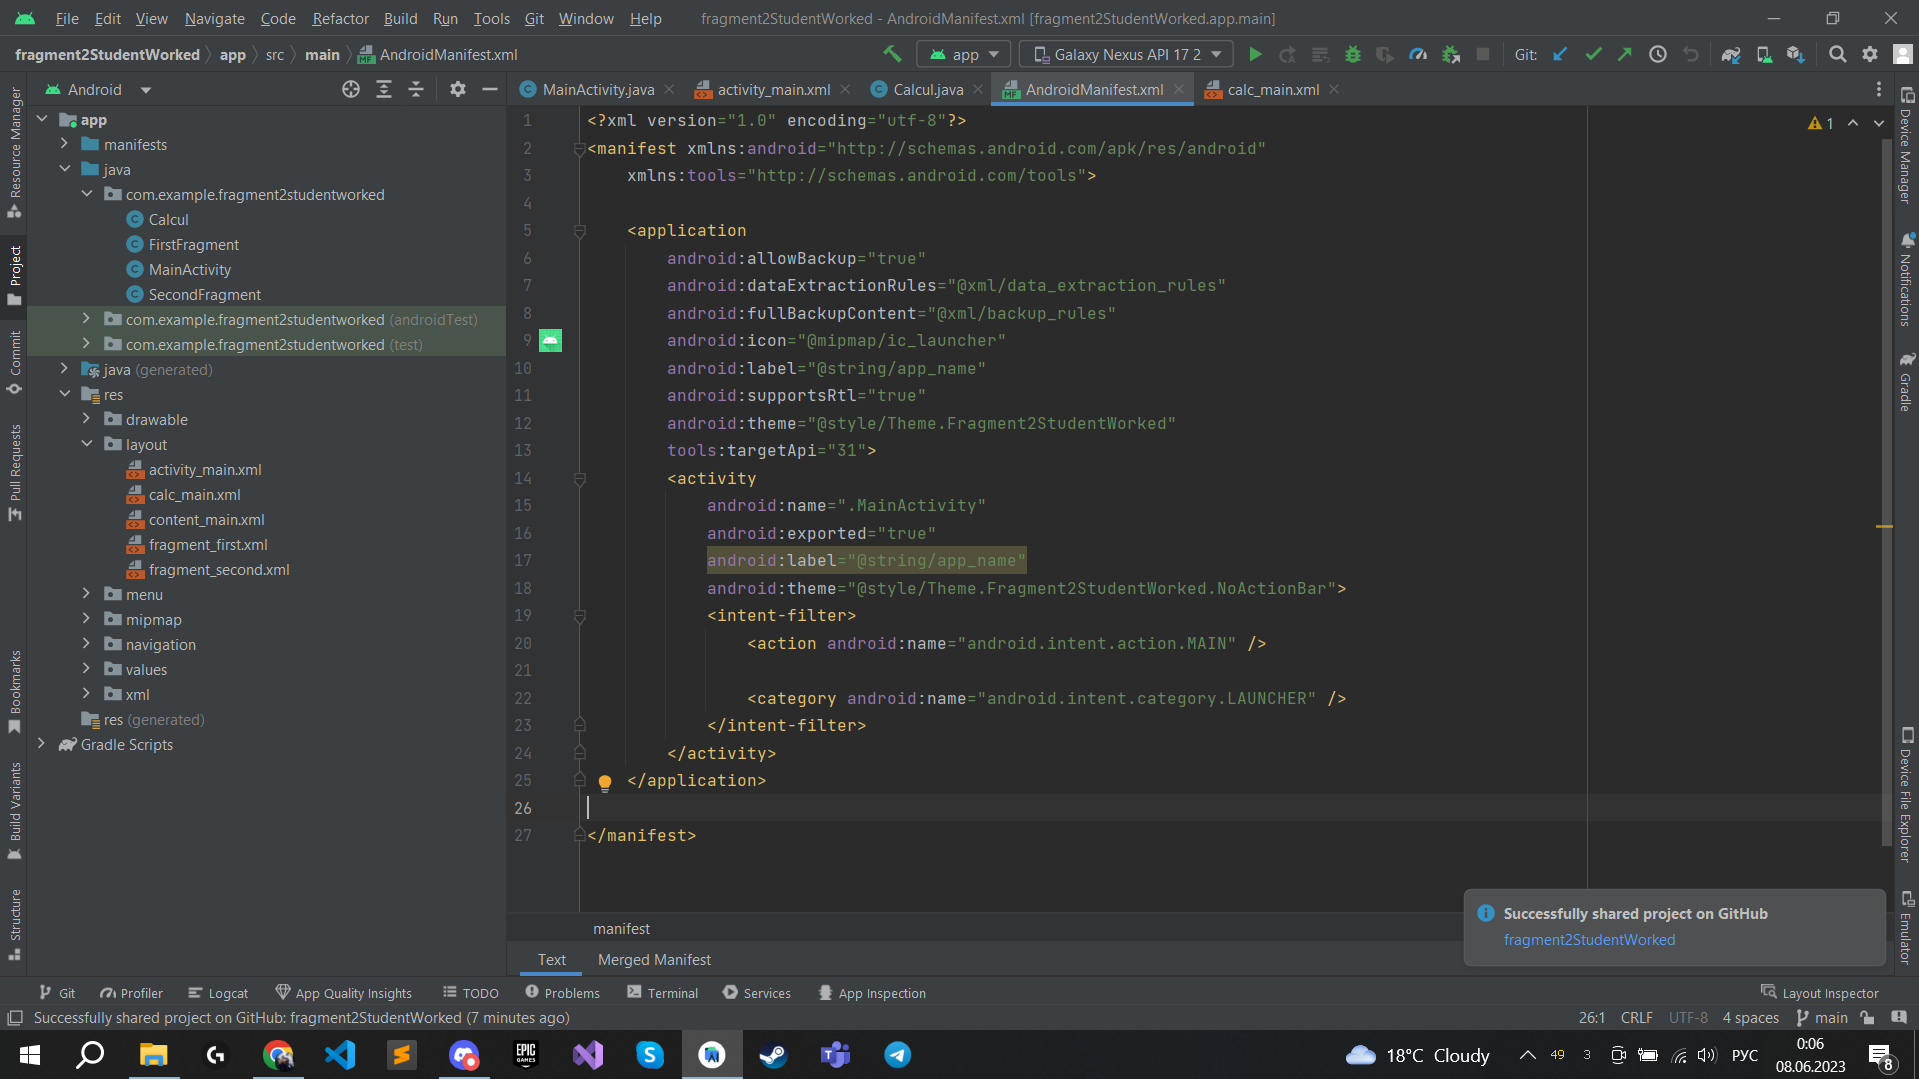 File Edit View Navigate Code Refactor Build Run Tools Git Window Help fragment2StudentWorked - AndroidManifest.xml [fragment2StudentWorked.app.main]
fragment2StudentWorked app src main AndroidManifest.xml app Galaxy Nexus API 17 2 Git:
Android MainActivity.java activity_main.xml Calcul.java AndroidManifest.xml calc_main.xml
Resource Manager
Project
Commit
Pull Requests
Bookmarks
Build Variants
Structure
app
manifests
java
com.example.fragment2studentworked
Calcul
FirstFragment
MainActivity
SecondFragment
com.example.fragment2studentworked (androidTest)
com.example.fragment2studentworked (test)
java (generated)
res
drawable
layout
activity_main.xml
calc_main.xml
content_main.xml
fragment_first.xml
fragment_second.xml
menu
mipmap
navigation
values
xml
res (generated)
Gradle Scripts
1 <?xml version="1.0" encoding="utf-8"?>
2 <manifest xmlns:android="http://schemas.android.com/apk/res/android"
3 xmlns:tools="http://schemas.android.com/tools">
4
5 <application
6 android:allowBackup="true"
7 android:dataExtractionRules="@xml/data_extraction_rules"
8 android:fullBackupContent="@xml/backup_rules"
9 android:icon="@mipmap/ic_launcher"
10 android:label="@string/app_name"
11 android:supportsRtl="true"
12 android:theme="@style/Theme.Fragment2StudentWorked"
13 tools:targetApi="31">
14 <activity
15 android:name=".MainActivity"
16 android:exported="true"
17 android:label="@string/app_name"
18 android:theme="@style/Theme.Fragment2StudentWorked.NoActionBar">
19 <intent-filter>
20 <action android:name="android.intent.action.MAIN" />
21
22 <category android:name="android.intent.category.LAUNCHER" />
23 </intent-filter>
24 </activity>
25 </application>
26
27 </manifest>
1
Device Manager
Notifications
Gradle
Device File Explorer
Emulator
manifest
Text Merged Manifest
Successfully shared project on GitHub
fragment2StudentWorked
Git Profiler Logcat App Quality Insights TODO Problems Terminal Services App Inspection Layout Inspector
Successfully shared project on GitHub: fragment2StudentWorked (7 minutes ago) 26:1 CRLF UTF-8 4 spaces main
EPIC GAMES
18°C Cloudy 49 3 РУС 0:06
08.06.2023 8